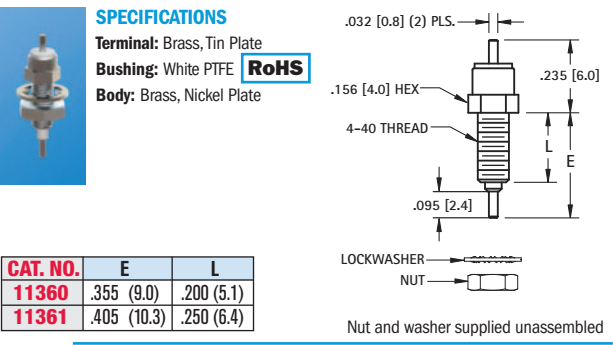 SPECIFICATIONS
Terminal: Brass, Tin Plate
Bushing: White PTFE RoHS
Body: Brass, Nickel Plate
.032 [0.8] (2) PLS.
.235 [6.0]
.156 [4.0] HEX
4-40 THREAD
L
E
.095 [2.4]
LOCKWASHER
NUT
CAT. NO. E L
11360 .355 (9.0) .200 (5.1)
11361 .405 (10.3) .250 (6.4)
Nut and washer supplied unassembled